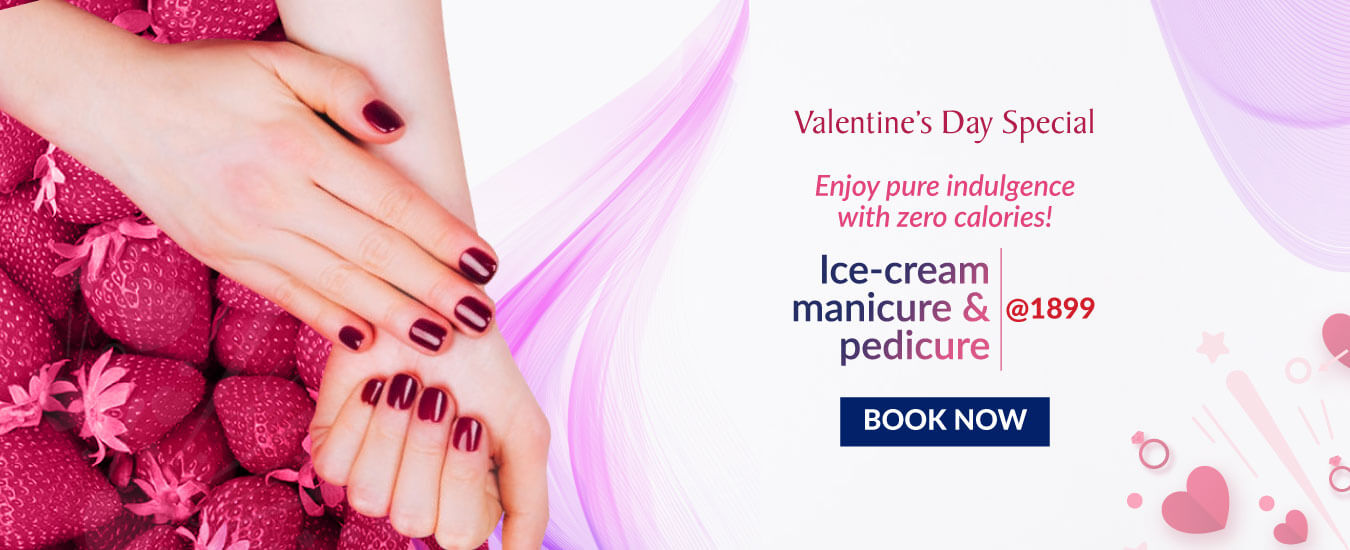 Valentine's Day Special
Enjoy pure indulgence
with zero calories!
Ice-cream
manicure & @1899
pedicure
BOOK NOW